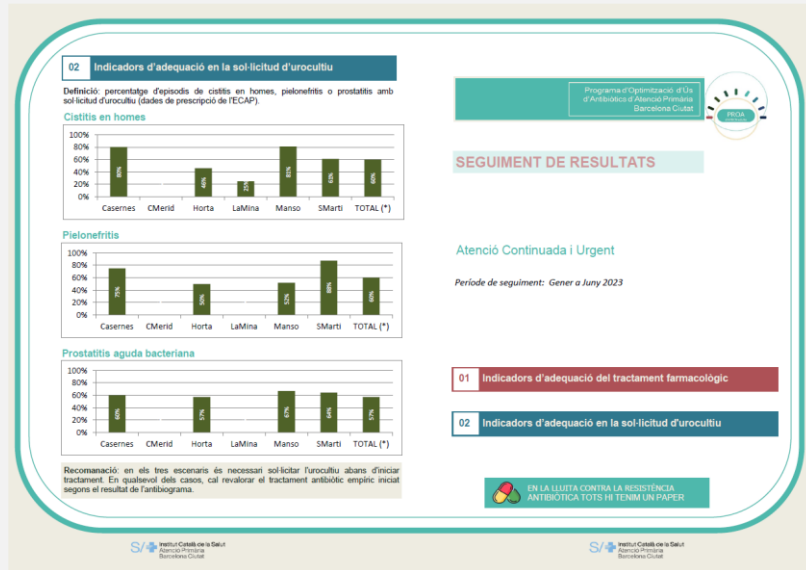 02 Indicadors d'adequació en la sol·licitud d'urocultiu
Definició: percentatge d'episodis de cistitis en homes, pielonefritis o prostatitis amb
sol·licitud d'urocultiu (dades de prescripció de l'ECAP).
Cistitis en homes
100%
80%
60%
40%
20%
0%
80% 46% 25% 81% 61% 60%
Casernes CMerid Horta LaMina Manso SMarti TOTAL (*)
Pielonefritis
100%
80%
60%
40%
20%
0%
75% 50% 52% 88% 60%
Casernes CMerid Horta LaMina Manso SMarti TOTAL (*)
Prostatitis aguda bacteriana
100%
80%
60%
40%
20%
0%
60% 57% 67% 64% 57%
Casernes CMerid Horta LaMina Manso SMarti TOTAL (*)
Recomanació: en els tres escenaris és necessari sol·licitar l'urocultiu abans d'iniciar
tractament. En qualsevol dels casos, cal revalorar el tractament antibiòtic empíric iniciat
segons el resultat de l'antibiograma.
Institut Català de la Salut
Atenció Primària
Barcelona Ciutat
Programa d'Optimització d'Ús
d'Antibiòtics d'Atenció Primària
Barcelona Ciutat
PROA
SEGUIMENT DE RESULTATS
Atenció Continuada i Urgent
Període de seguiment: Gener a Juny 2023
01 Indicadors d'adequació del tractament farmacològic
02 Indicadors d'adequació en la sol·licitud d'urocultiu
EN LA LLUITA CONTRA LA RESISTÈNCIA
ANTIBIÒTICA TOTS HI TENIM UN PAPER
Institut Català de la Salut
Atenció Primària
Barcelona Ciutat